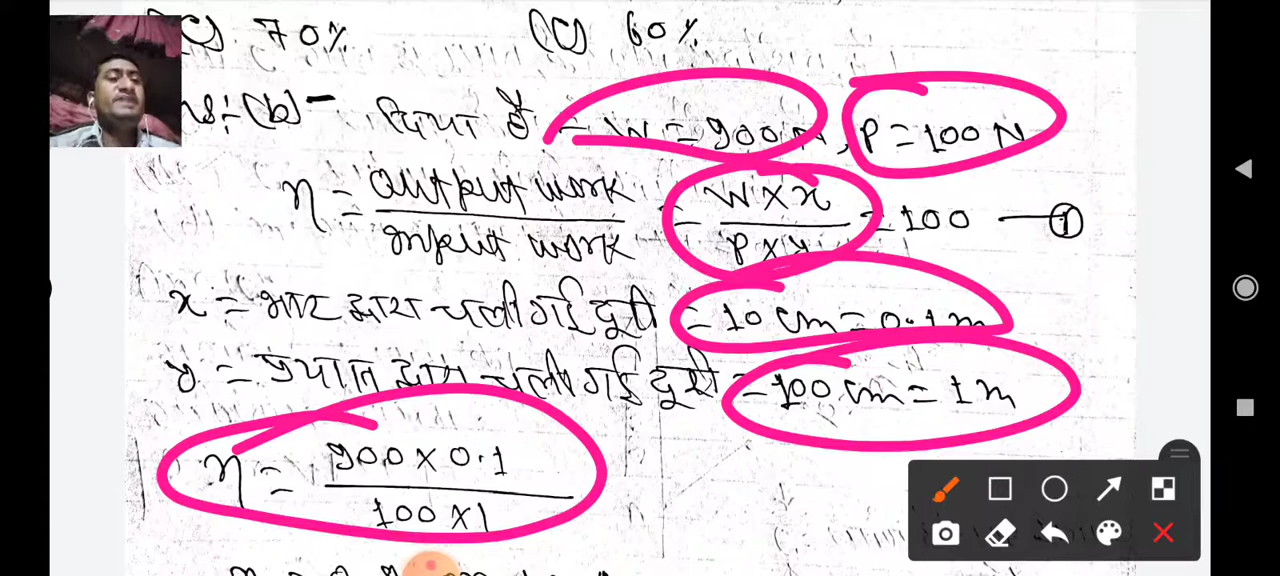 (C) 70% (C) 60%
(b) - दिया है = W = 900 N, P = 100 N
η = output work / input work = W X x / P X y = 100 — ①
x = भार द्वारा चली गई दूरी = 10 cm = 0.1 m
y = प्रयास द्वारा चली गई दूरी = 100 cm = 1 m
η = 900 X 0.1 / 100 X 1